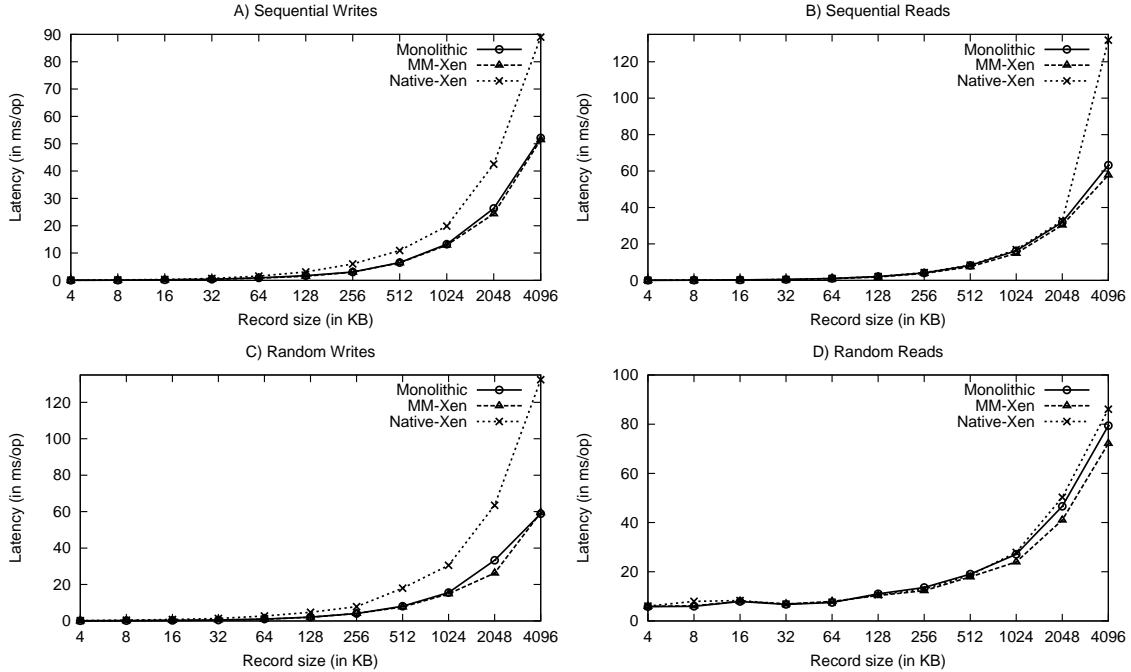 A) Sequential Writes
Latency (in ms/op)
90
80
70
60
50
40
30
20
10
0
4 8 16 32 64 128 256 512 1024 2048 4096
Record size (in KB)
Monolithic
MM-Xen
Native-Xen
B) Sequential Reads
Latency (in ms/op)
120
100
80
60
40
20
0
4 8 16 32 64 128 256 512 1024 2048 4096
Record size (in KB)
Monolithic
MM-Xen
Native-Xen
C) Random Writes
Latency (in ms/op)
120
100
80
60
40
20
0
4 8 16 32 64 128 256 512 1024 2048 4096
Record size (in KB)
Monolithic
MM-Xen
Native-Xen
D) Random Reads
Latency (in ms/op)
100
80
60
40
20
0
4 8 16 32 64 128 256 512 1024 2048 4096
Record size (in KB)
Monolithic
MM-Xen
Native-Xen